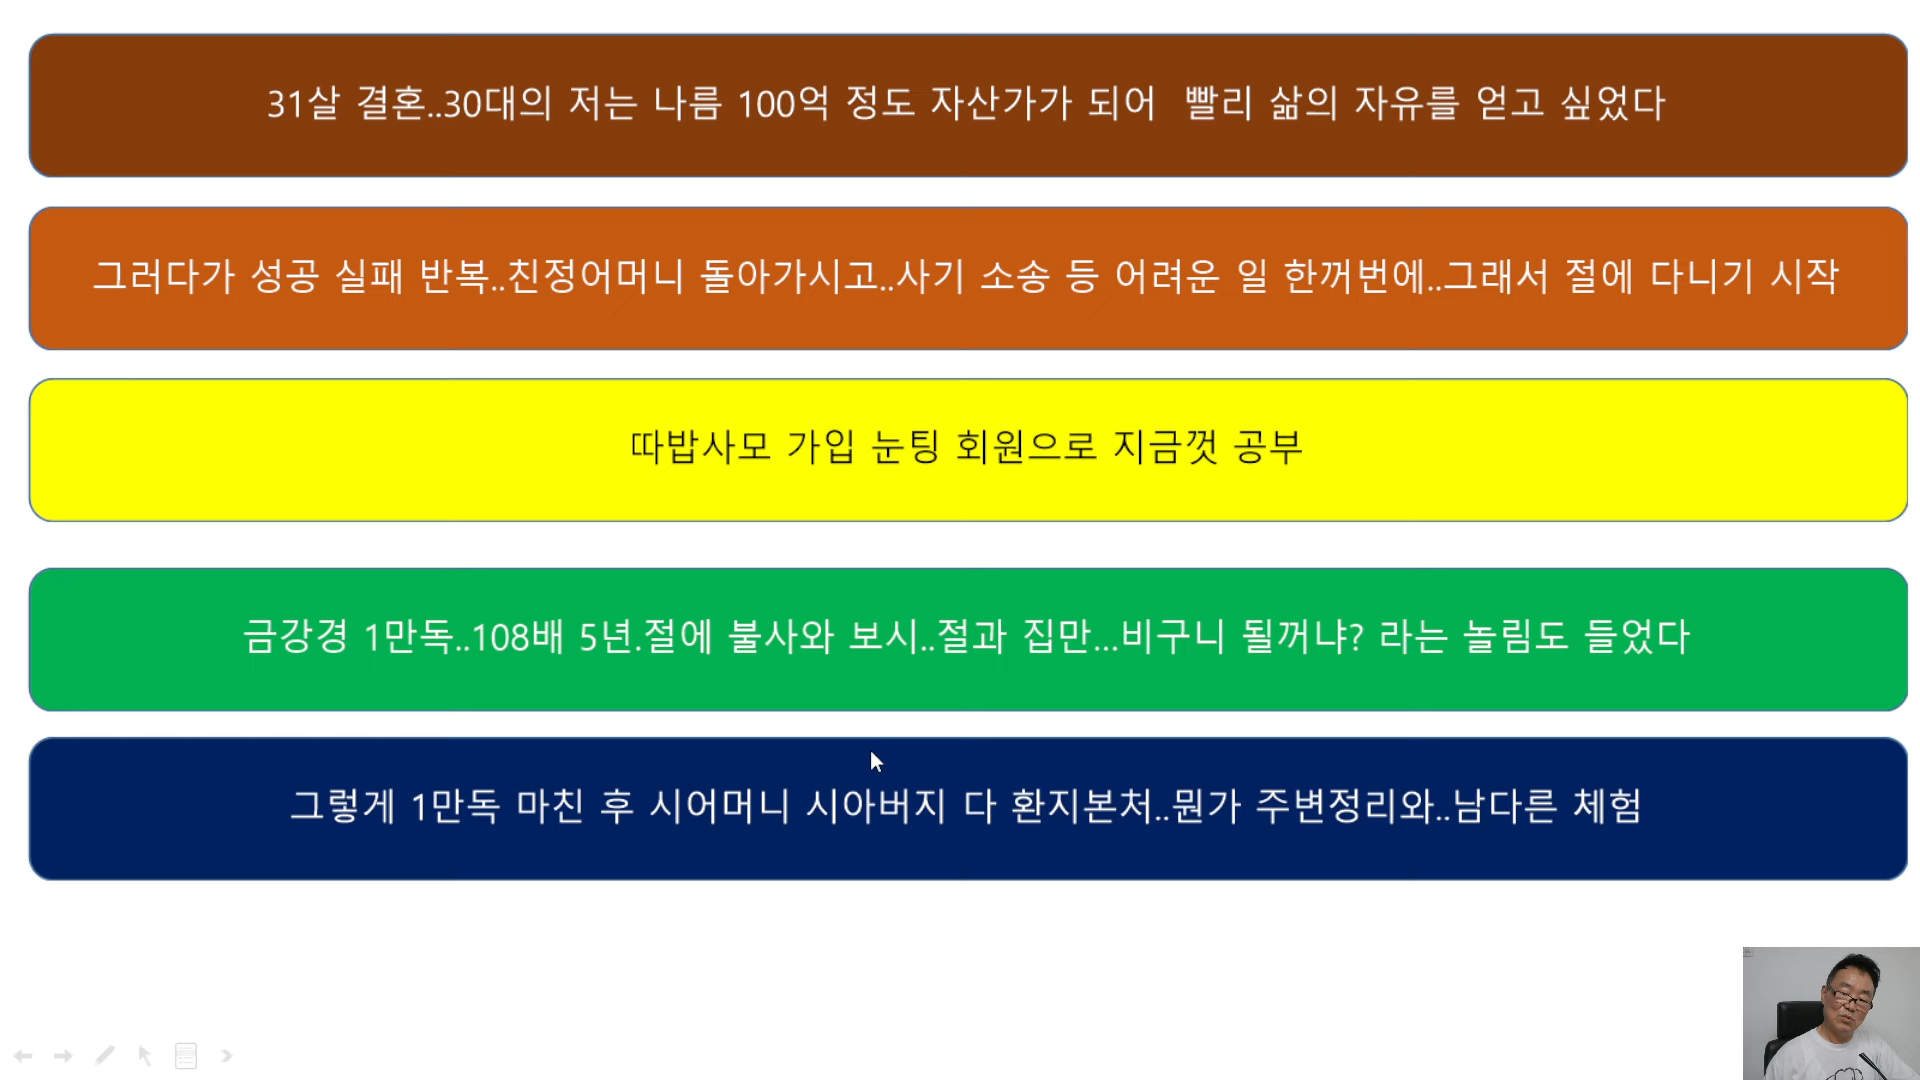 31살 결혼..30대의 저는 나름 100억 정도 자산가가 되어  빨리 삶의 자유를 얻고 싶었다
그러다가 성공 실패 반복..친정어머니 돌아가시고..사기 소송 등 어려운 일 한꺼번에..그래서 절에 다니기 시작
따밥사모 가입 눈팅 회원으로 지금껏 공부
금강경 1만독..108배 5년.절에 불사와 보시..절과 집만...비구니 될꺼냐? 라는 놀림도 들었다
그렇게 1만독 마친 후 시어머니 시아버지 다 환지본처..뭔가 주변정리와..남다른 체험